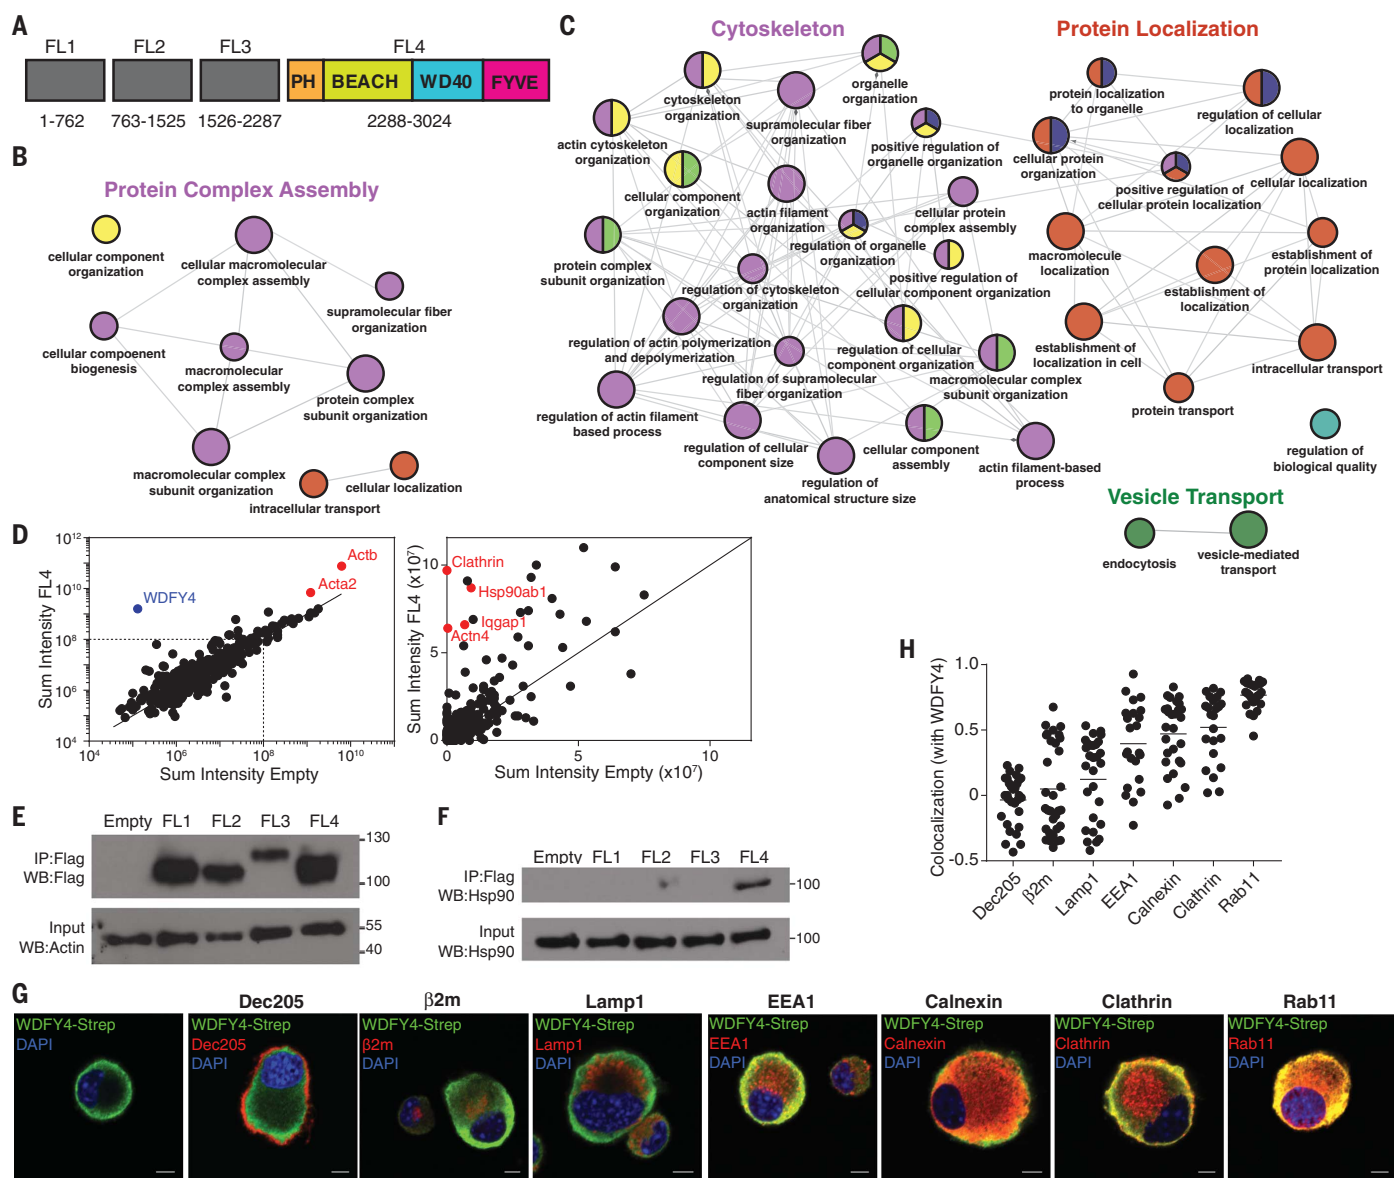 A
FL1
FL2
FL3
FL4
PH
BEACH
WD40
FYVE
1-762
763-1525
1526-2287
2288-3024
B
Protein Complex Assembly
cellular component
organization
cellular macromolecular
complex assembly
supramolecular fiber
organization
cellular compoenent
biogenesis
macromolecular
complex assembly
protein complex
subunit organization
macromolecular complex
subunit organization
cellular localization
intracellular transport
C
Cytoskeleton
cytoskeleton
organization
organelle
organization
supramolecular fiber
organization
actin cytoskeleton
organization
positive regulation of
organelle organization
cellular component
organization
actin filament
organization
cellular protein
complex assembly
regulation of organelle
organization
protein complex
subunit organization
positive regulation of
cellular component organization
regulation of cytoskeleton
organization
regulation of actin polymerization
and depolymerization
regulation of cellular
component organization
regulation of supramolecular
fiber organization
macromolecular complex
subunit organization
regulation of actin filament
based process
regulation of cellular
component size
cellular component
assembly
regulation of
anatomical structure size
actin filament-based
process
Protein Localization
protein localization
to organelle
regulation of cellular
localization
cellular protein
organization
positive regulation of
cellular protein localization
cellular localization
macromolecule
localization
establishment of
protein localization
establishment of
localization
establishment of
localization in cell
intracellular transport
protein transport
regulation of
biological quality
Vesicle Transport
endocytosis
vesicle-mediated
transport
D
Sum Intensity FL4
10¹²
10¹⁰
10⁸
10⁶
10⁴
WDFY4
Actb
Acta2
10⁴
10⁶
10⁸
10¹⁰
Sum Intensity Empty
Sum Intensity FL4 (x10⁷)
10
5
0
Clathrin
Hsp90ab1
Iqgap1
Actn4
0
5
10
Sum Intensity Empty (x10⁷)
E
Empty
FL1
FL2
FL3
FL4
IP:Flag
WB:Flag
130
100
Input
WB:Actin
55
40
F
Empty
FL1
FL2
FL3
FL4
IP:Flag
WB:Hsp90
100
Input
WB:Hsp90
100
H
Colocalization (with WDFY4)
1.0
0.5
0
-0.5
Dec205
β2m
Lamp1
EEA1
Calnexin
Clathrin
Rab11
G
WDFY4-Strep
DAPI
Dec205
WDFY4-Strep
Dec205
DAPI
β2m
WDFY4-Strep
β2m
DAPI
Lamp1
WDFY4-Strep
Lamp1
DAPI
EEA1
WDFY4-Strep
EEA1
DAPI
Calnexin
WDFY4-Strep
Calnexin
DAPI
Clathrin
WDFY4-Strep
Clathrin
DAPI
Rab11
WDFY4-Strep
Rab11
DAPI